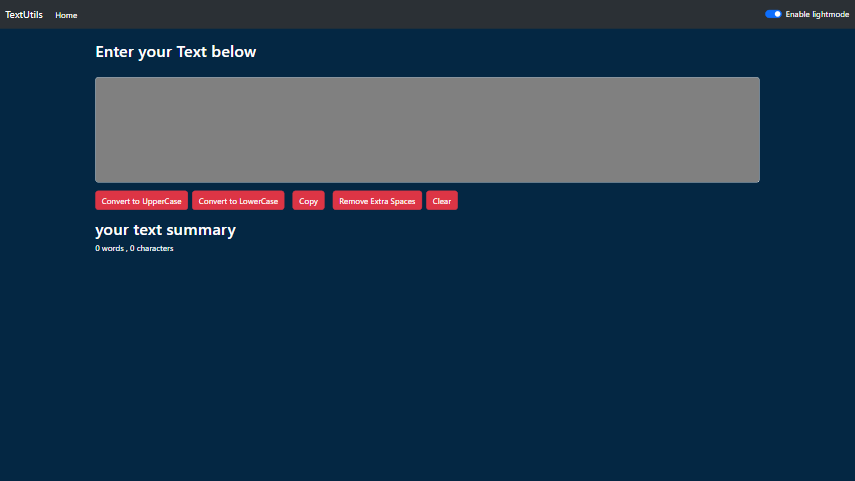 TextUtils Home Enable lightmode
Enter your Text below
Convert to UpperCase Convert to LowerCase Copy Remove Extra Spaces Clear
your text summary
0 words , 0 characters